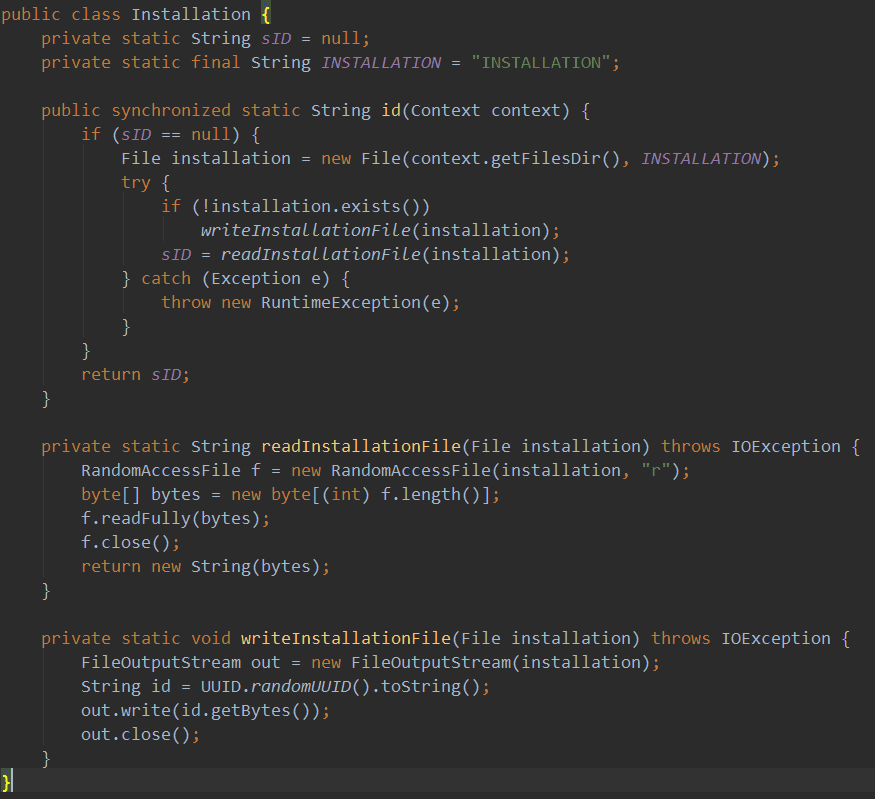 public class Installation {
    private static String sID = null;
    private static final String INSTALLATION = "INSTALLATION";

    public synchronized static String id(Context context) {
        if (sID == null) {
            File installation = new File(context.getFilesDir(), INSTALLATION);
            try {
                if (!installation.exists())
                    writeInstallationFile(installation);
                sID = readInstallationFile(installation);
            } catch (Exception e) {
                throw new RuntimeException(e);
            }
        }
        return sID;
    }

    private static String readInstallationFile(File installation) throws IOException {
        RandomAccessFile f = new RandomAccessFile(installation, "r");
        byte[] bytes = new byte[(int) f.length()];
        f.readFully(bytes);
        f.close();
        return new String(bytes);
    }

    private static void writeInstallationFile(File installation) throws IOException {
        FileOutputStream out = new FileOutputStream(installation);
        String id = UUID.randomUUID().toString();
        out.write(id.getBytes());
        out.close();
    }
}